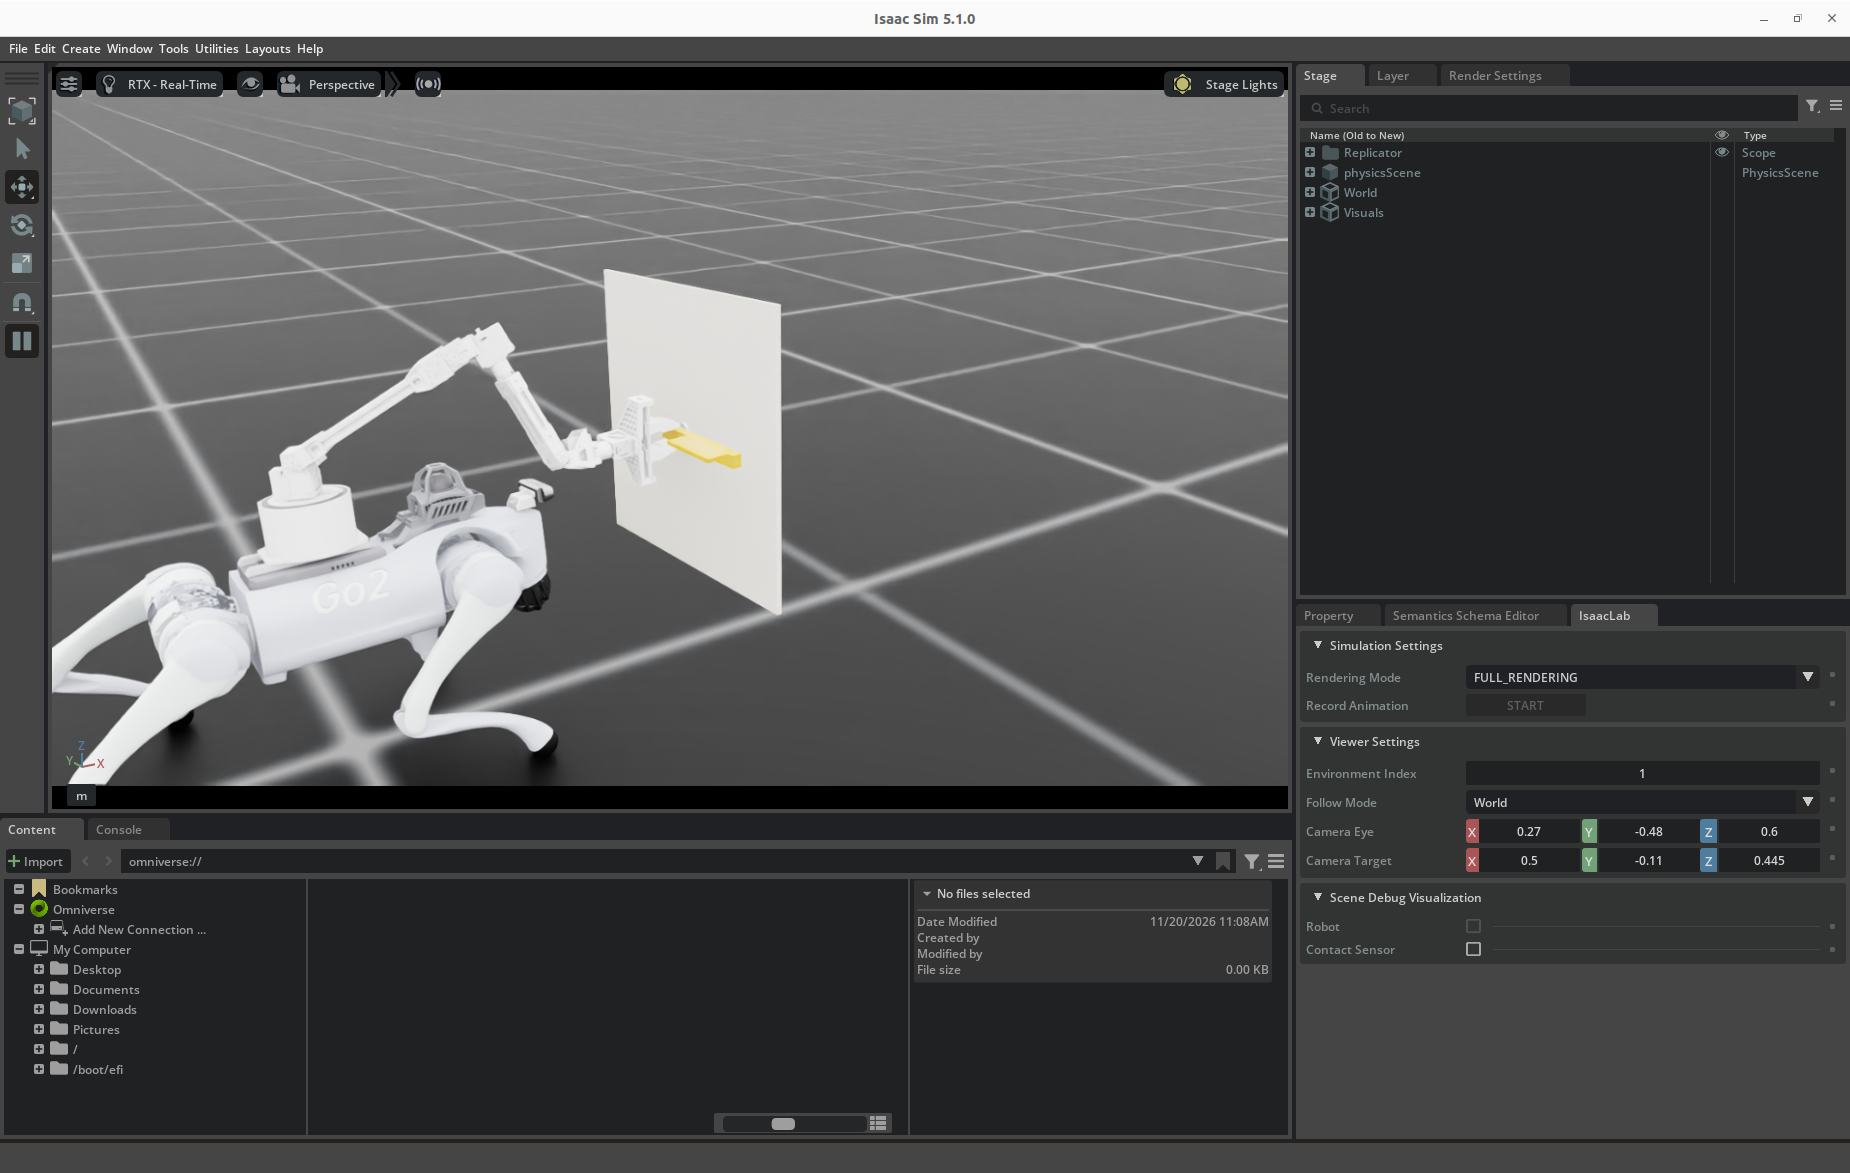 Isaac Sim 5.1.0
File Edit Create Window Tools Utilities Layouts Help
RTX - Real-Time
Perspective
Stage Lights
Go2
Z
Y
X
m
Stage
Layer
Render Settings
Search
Name (Old to New)
Type
Replicator
Scope
physicsScene
PhysicsScene
World
Visuals
Property
Semantics Schema Editor
IsaacLab
Simulation Settings
Rendering Mode
FULL_RENDERING
Record Animation
START
Viewer Settings
Environment Index
1
Follow Mode
World
Camera Eye
X 0.27 Y -0.48 Z 0.6
Camera Target
X 0.5 Y -0.11 Z 0.445
Scene Debug Visualization
Robot
Contact Sensor
Content
Console
Import
omniverse://
Bookmarks
Omniverse
Add New Connection ...
My Computer
Desktop
Documents
Downloads
Pictures
/
/boot/efi
No files selected
Date Modified 11/20/2026 11:08AM
Created by
Modified by
File size 0.00 KB